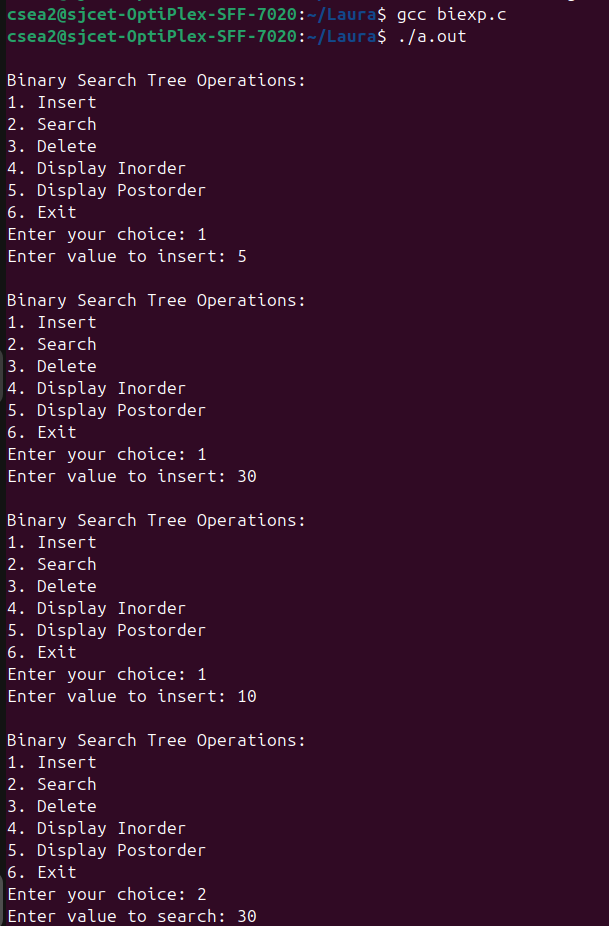 csea2@sjcet-OptiPlex-SFF-7020:~/Laura$ gcc biexp.c
csea2@sjcet-OptiPlex-SFF-7020:~/Laura$ ./a.out
Binary Search Tree Operations:
1. Insert
2. Search
3. Delete
4. Display Inorder
5. Display Postorder
6. Exit
Enter your choice: 1
Enter value to insert: 5
Binary Search Tree Operations:
1. Insert
2. Search
3. Delete
4. Display Inorder
5. Display Postorder
6. Exit
Enter your choice: 1
Enter value to insert: 30
Binary Search Tree Operations:
1. Insert
2. Search
3. Delete
4. Display Inorder
5. Display Postorder
6. Exit
Enter your choice: 1
Enter value to insert: 10
Binary Search Tree Operations:
1. Insert
2. Search
3. Delete
4. Display Inorder
5. Display Postorder
6. Exit
Enter your choice: 2
Enter value to search: 30